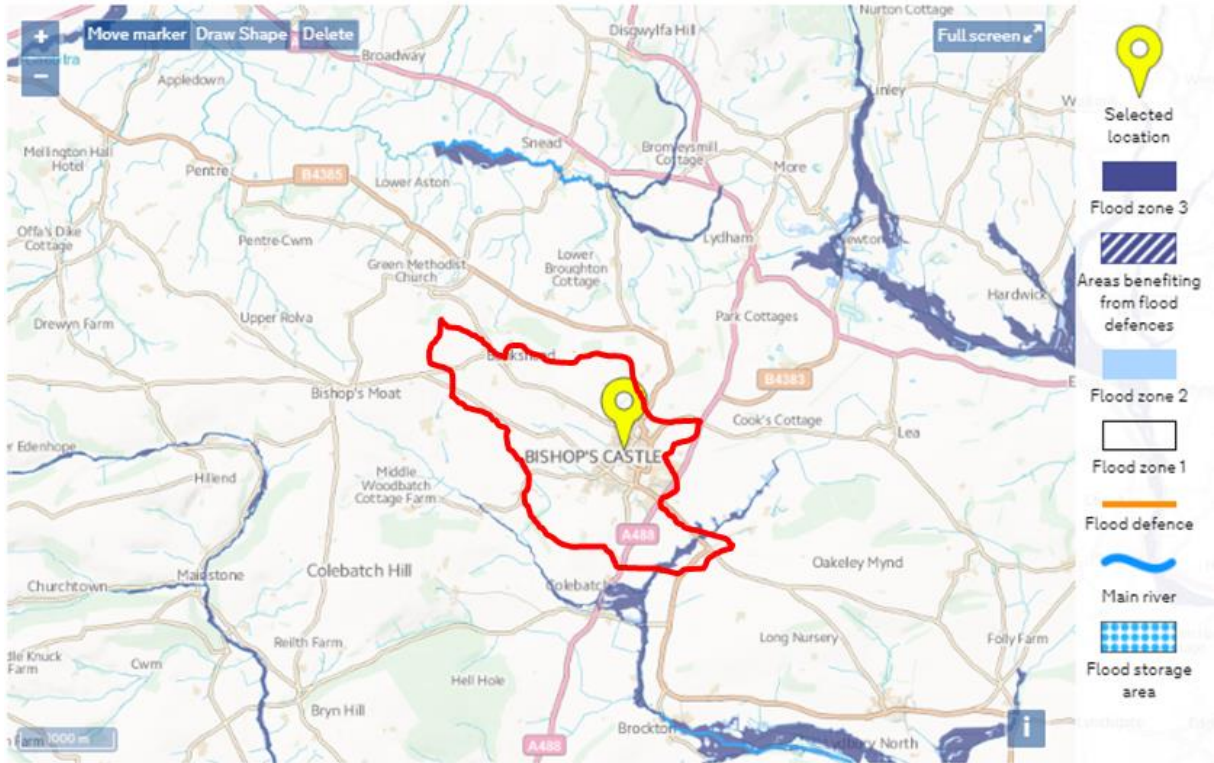 +
−
Move marker
Draw Shape
Delete
Full screen
Disgwylfa Hill
Nurton Cottage
Broadway
Appledown
Linley
Mellington Hall
Hotel
Pentre
B4385
Lower Aston
Snead
Bromleysmill
Cottage
More
Offa's Dike
Cottage
Pentre-Cwm
Green Methodist
Church
Lower
Broughton
Cottage
Lydham
Newton
Hardwick
Drewyn Farm
Upper Rolva
Park Cottages
Bishop's Moat
B4383
Cook's Cottage
Lea
BISHOP'S CASTLE
Hillend
Middle
Woodbatch
Cottage Farm
A488
Oakeley Mynd
Churchtown
Mainstone
Colebatch Hill
Colebatch
Reilth Farm
Long Nursery
Folly Farm
Cwm
Hell Hole
Bryn Hill
Brockton
Lydbury North
A488
1000 m
i
Selected
location
Flood zone 3
Areas benefiting
from flood
defences
Flood zone 2
Flood zone 1
Flood defence
Main river
Flood storage
area